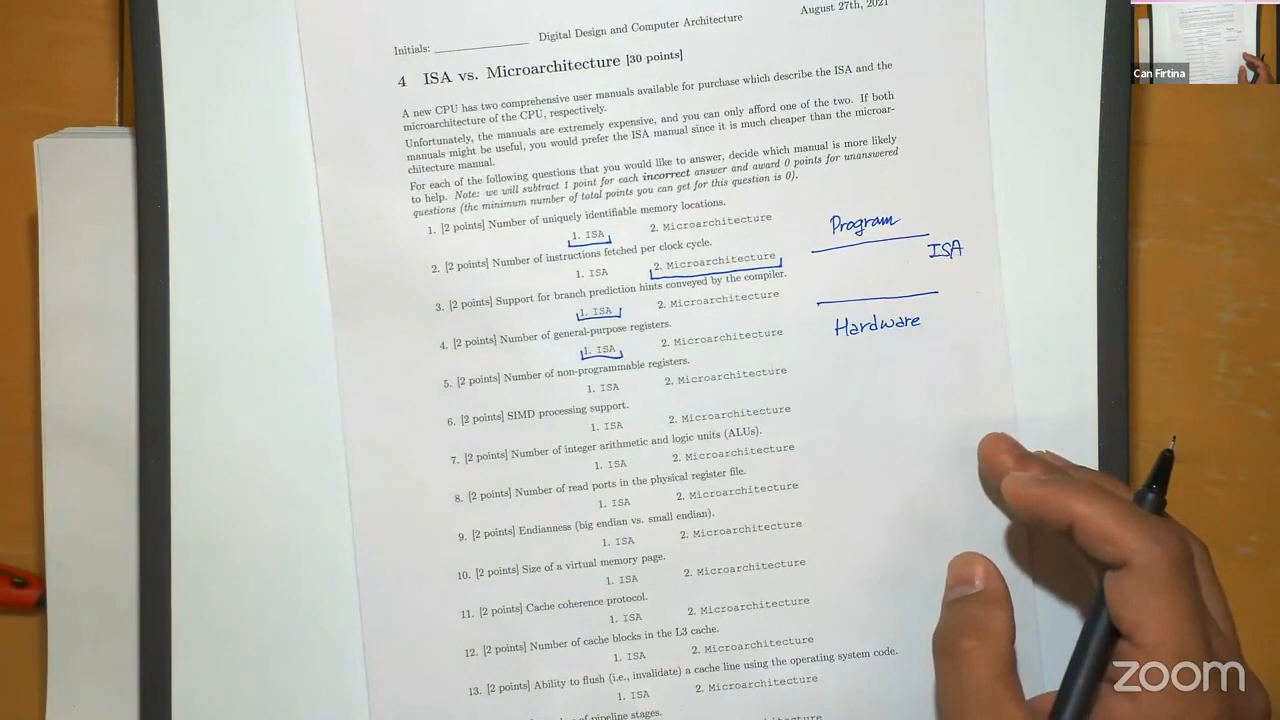 August 27th, 2021
Initials: Digital Design and Computer Architecture
4 ISA vs. Microarchitecture [30 points]
A new CPU has two comprehensive user manuals available for purchase which describe the ISA and the
microarchitecture of the CPU, respectively.
Unfortunately, the manuals are extremely expensive, and you can only afford one of the two. If both
manuals might be useful, you would prefer the ISA manual since it is much cheaper than the microar-
chitecture manual.
For each of the following questions that you would like to answer, decide which manual is more likely
to help. Note: we will subtract 1 point for each incorrect answer and award 0 points for unanswered
questions (the minimum number of total points you can get for this question is 0).
1. [2 points] Number of uniquely identifiable memory locations.
1. ISA 2. Microarchitecture
2. [2 points] Number of instructions fetched per clock cycle.
1. ISA 2. Microarchitecture
3. [2 points] Support for branch prediction hints conveyed by the compiler.
1. ISA 2. Microarchitecture
4. [2 points] Number of general-purpose registers.
1. ISA 2. Microarchitecture
5. [2 points] Number of non-programmable registers.
1. ISA 2. Microarchitecture
6. [2 points] SIMD processing support.
1. ISA 2. Microarchitecture
7. [2 points] Number of integer arithmetic and logic units (ALUs).
1. ISA 2. Microarchitecture
8. [2 points] Number of read ports in the physical register file.
1. ISA 2. Microarchitecture
9. [2 points] Endianness (big endian vs. small endian).
1. ISA 2. Microarchitecture
10. [2 points] Size of a virtual memory page.
1. ISA 2. Microarchitecture
11. [2 points] Cache coherence protocol.
1. ISA 2. Microarchitecture
12. [2 points] Number of cache blocks in the L3 cache.
1. ISA 2. Microarchitecture
13. [2 points] Ability to flush (i.e., invalidate) a cache line using the operating system code.
1. ISA 2. Microarchitecture
of pipeline stages.
Program
ISA
Hardware
Can Firtina
zoom